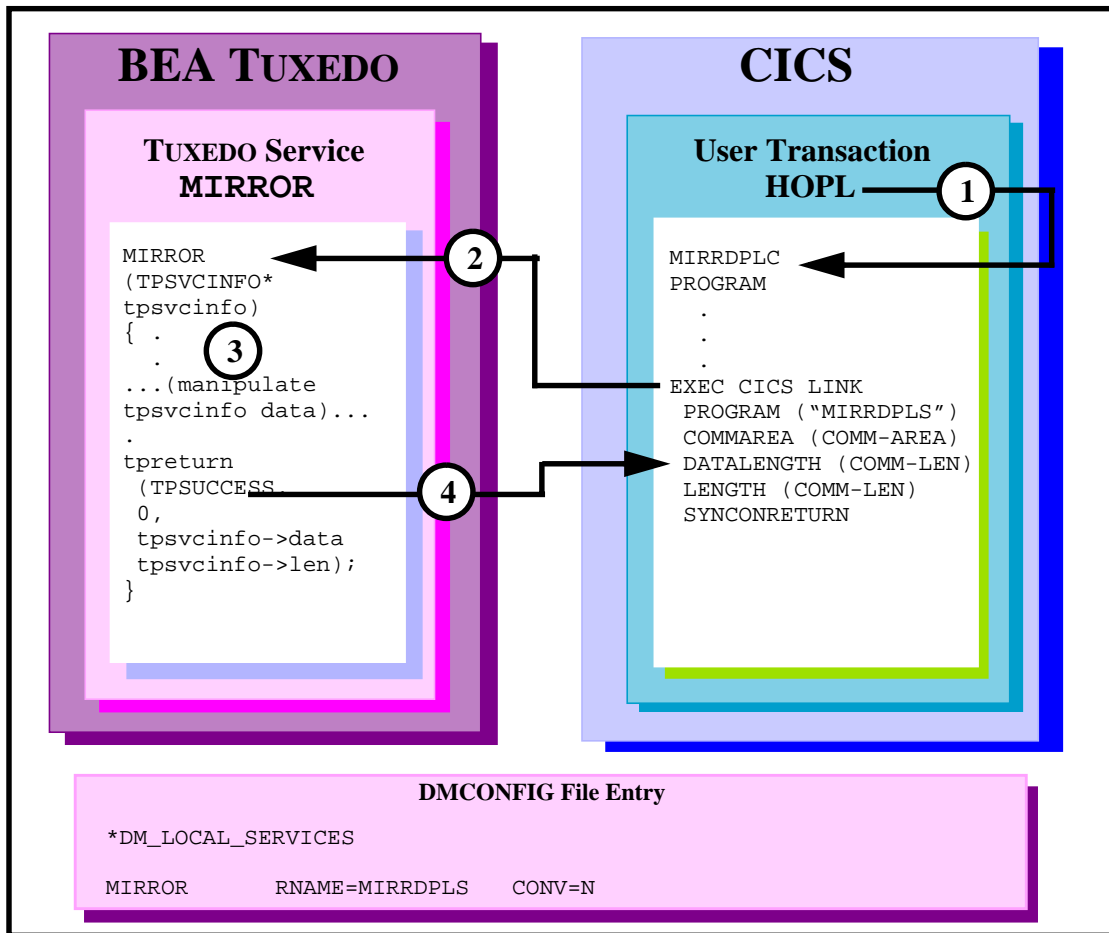 BEA TUXEDO
TUXEDO Service
MIRROR
MIRROR
(TPSVCINFO*
tpsvcinfo)
{ .
.
...(manipulate
tpsvcinfo data)...
.
tpreturn
(TPSUCCESS,
0,
tpsvcinfo->data
tpsvcinfo->len);
}
2
3
4
CICS
User Transaction
HOPL
1
MIRRDPLC
PROGRAM
.
.
.
EXEC CICS LINK
PROGRAM (“MIRRDPLS”)
COMMAREA (COMM-AREA)
DATALENGTH (COMM-LEN)
LENGTH (COMM-LEN)
SYNCONRETURN
DMCONFIG File Entry
*DM_LOCAL_SERVICES
MIRROR RNAME=MIRRDPLS CONV=N